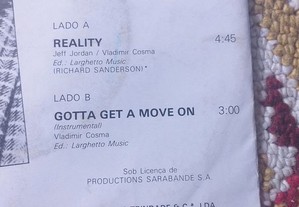 LADO A
REALITY 4:45
Jeff Jordan / Vladimir Cosma
Ed.: Larghetto Music
(RICHARD SANDERSON)*
LADO B
GOTTA GET A MOVE ON 3:00
(Instrumental)
Vladimir Cosma
Ed.: Larghetto Music
Sob Licença de
PRODUCTIONS SARABANDE S.A.
& C.ª LDA